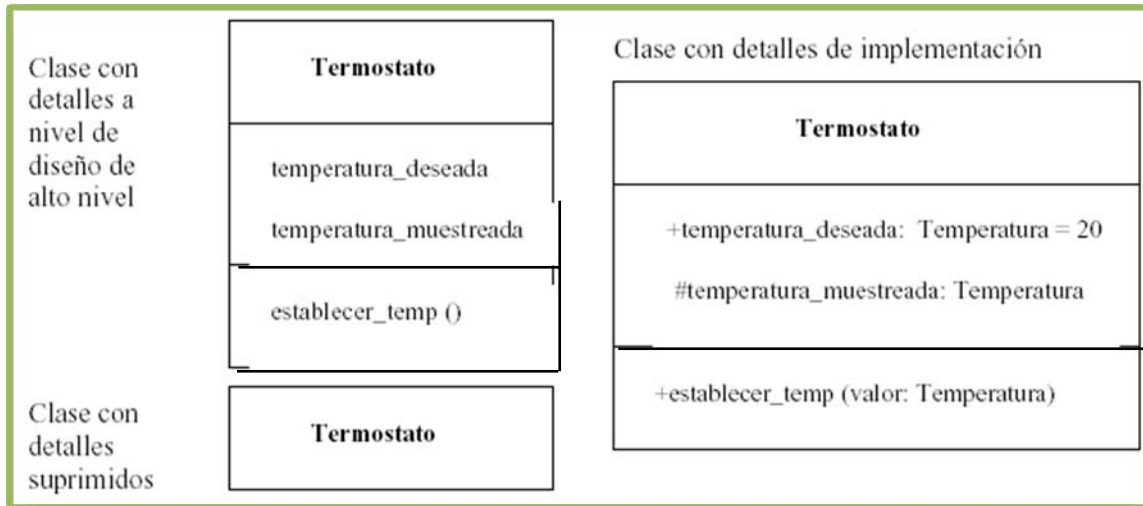 Clase con
detalles a
nivel de
diseño de
alto nivel
Termostato
temperatura_deseada
temperatura_muestreada
establecer_temp ()
Clase con
detalles
suprimidos
Termostato
Clase con detalles de implementación
Termostato
+temperatura_deseada: Temperatura = 20
#temperatura_muestreada: Temperatura
+establecer_temp (valor: Temperatura)